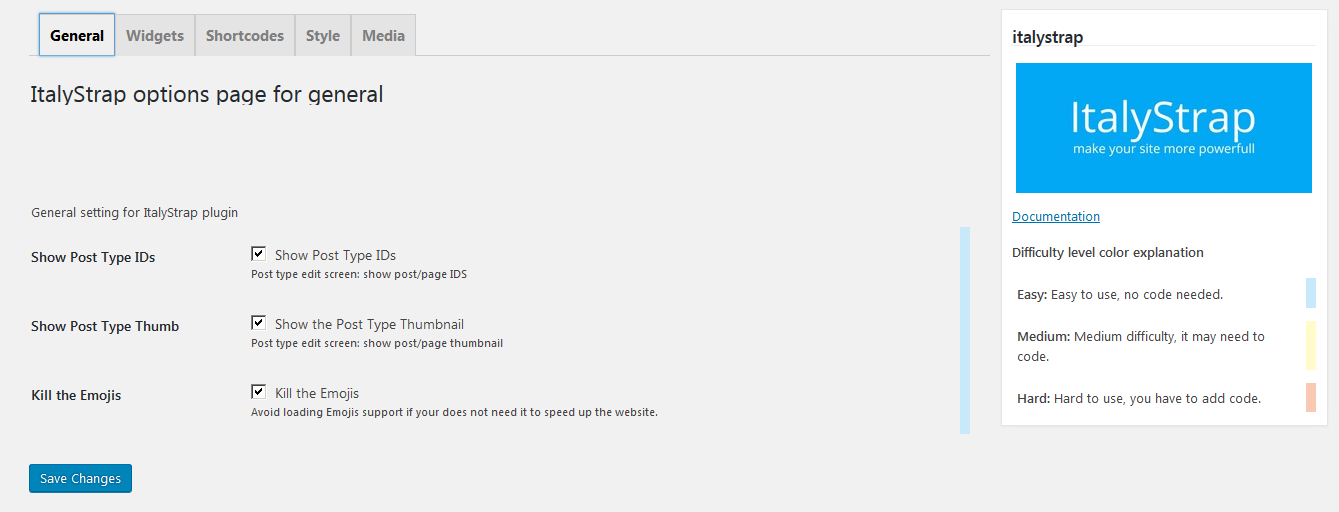 General Widgets Shortcodes Style Media
ItalyStrap options page for general
General setting for ItalyStrap plugin
Show Post Type IDs
Show Post Type IDs
Post type edit screen: show post/page IDS
Show Post Type Thumb
Show the Post Type Thumbnail
Post type edit screen: show post/page thumbnail
Kill the Emojis
Kill the Emojis
Avoid loading Emojis support if your does not need it to speed up the website.
Save Changes
italystrap
ItalyStrap
make your site more powerfull
Documentation
Difficulty level color explanation
Easy: Easy to use, no code needed.
Medium: Medium difficulty, it may need to
code.
Hard: Hard to use, you have to add code.